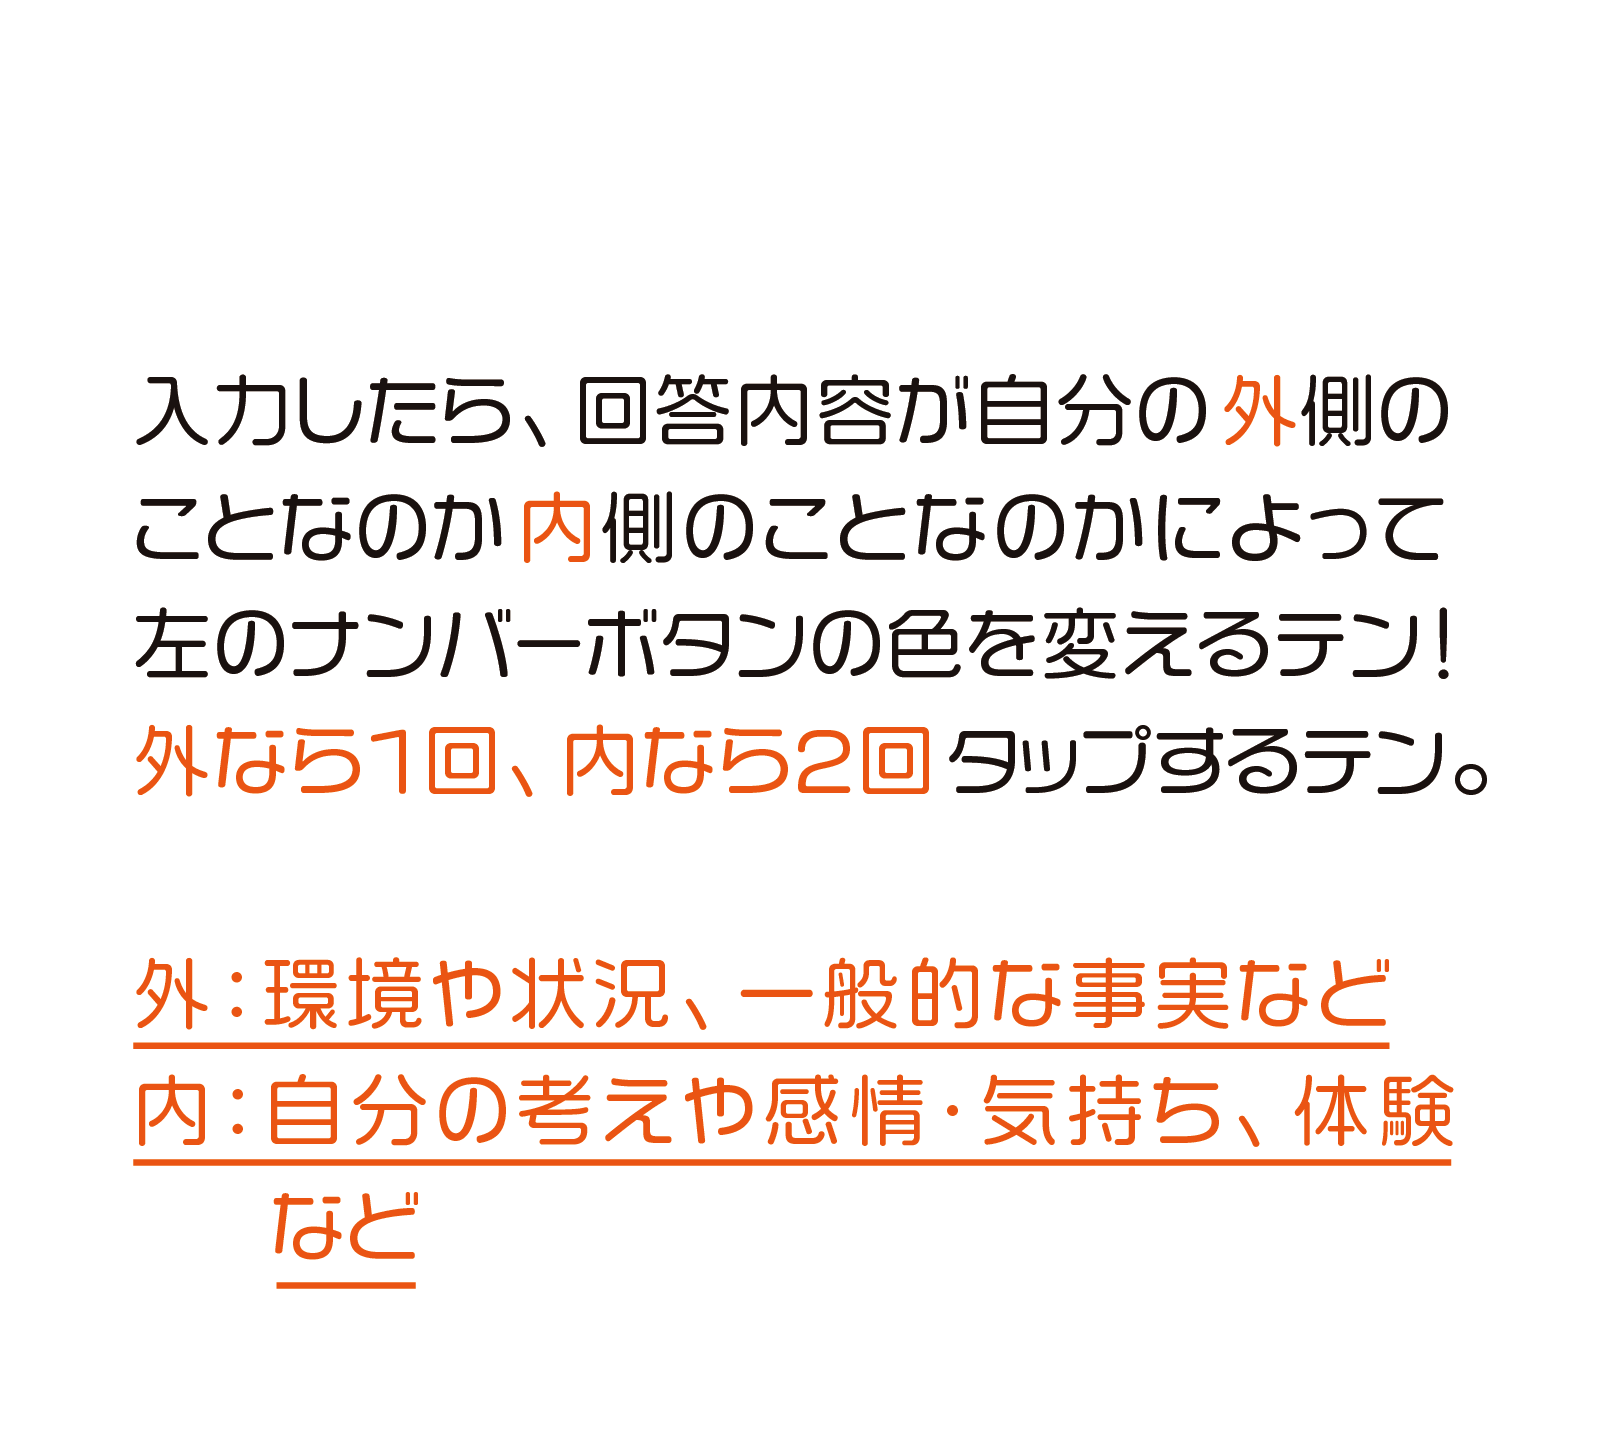 入力したら、回答内容が自分の外側の
ことなのか内側のことなのかによって
左のナンバーボタンの色を変えるテン!
外なら1回、内なら2回タップするテン。
外:環境や状況、一般的な事実など
内:自分の考えや感情・気持ち、体験
など